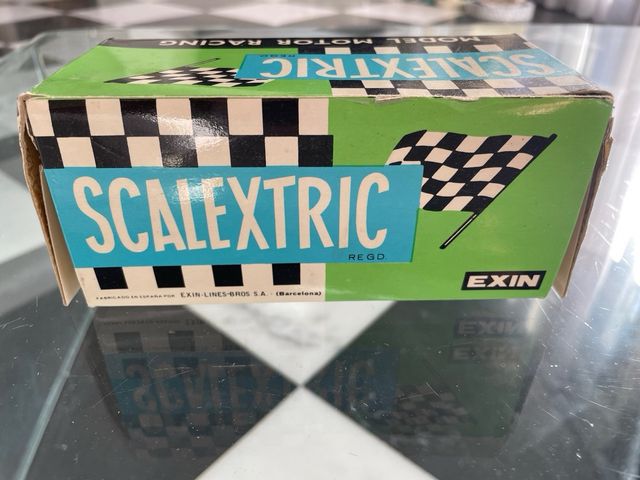 MODEL MOTOR RACING
SCALEXTRIC
REGD.
SCALEXTRIC
REGD.
EXIN
FABRICADO EN ESPAÑA POR EXIN-LINES-BROS S.A. - (Barcelona)